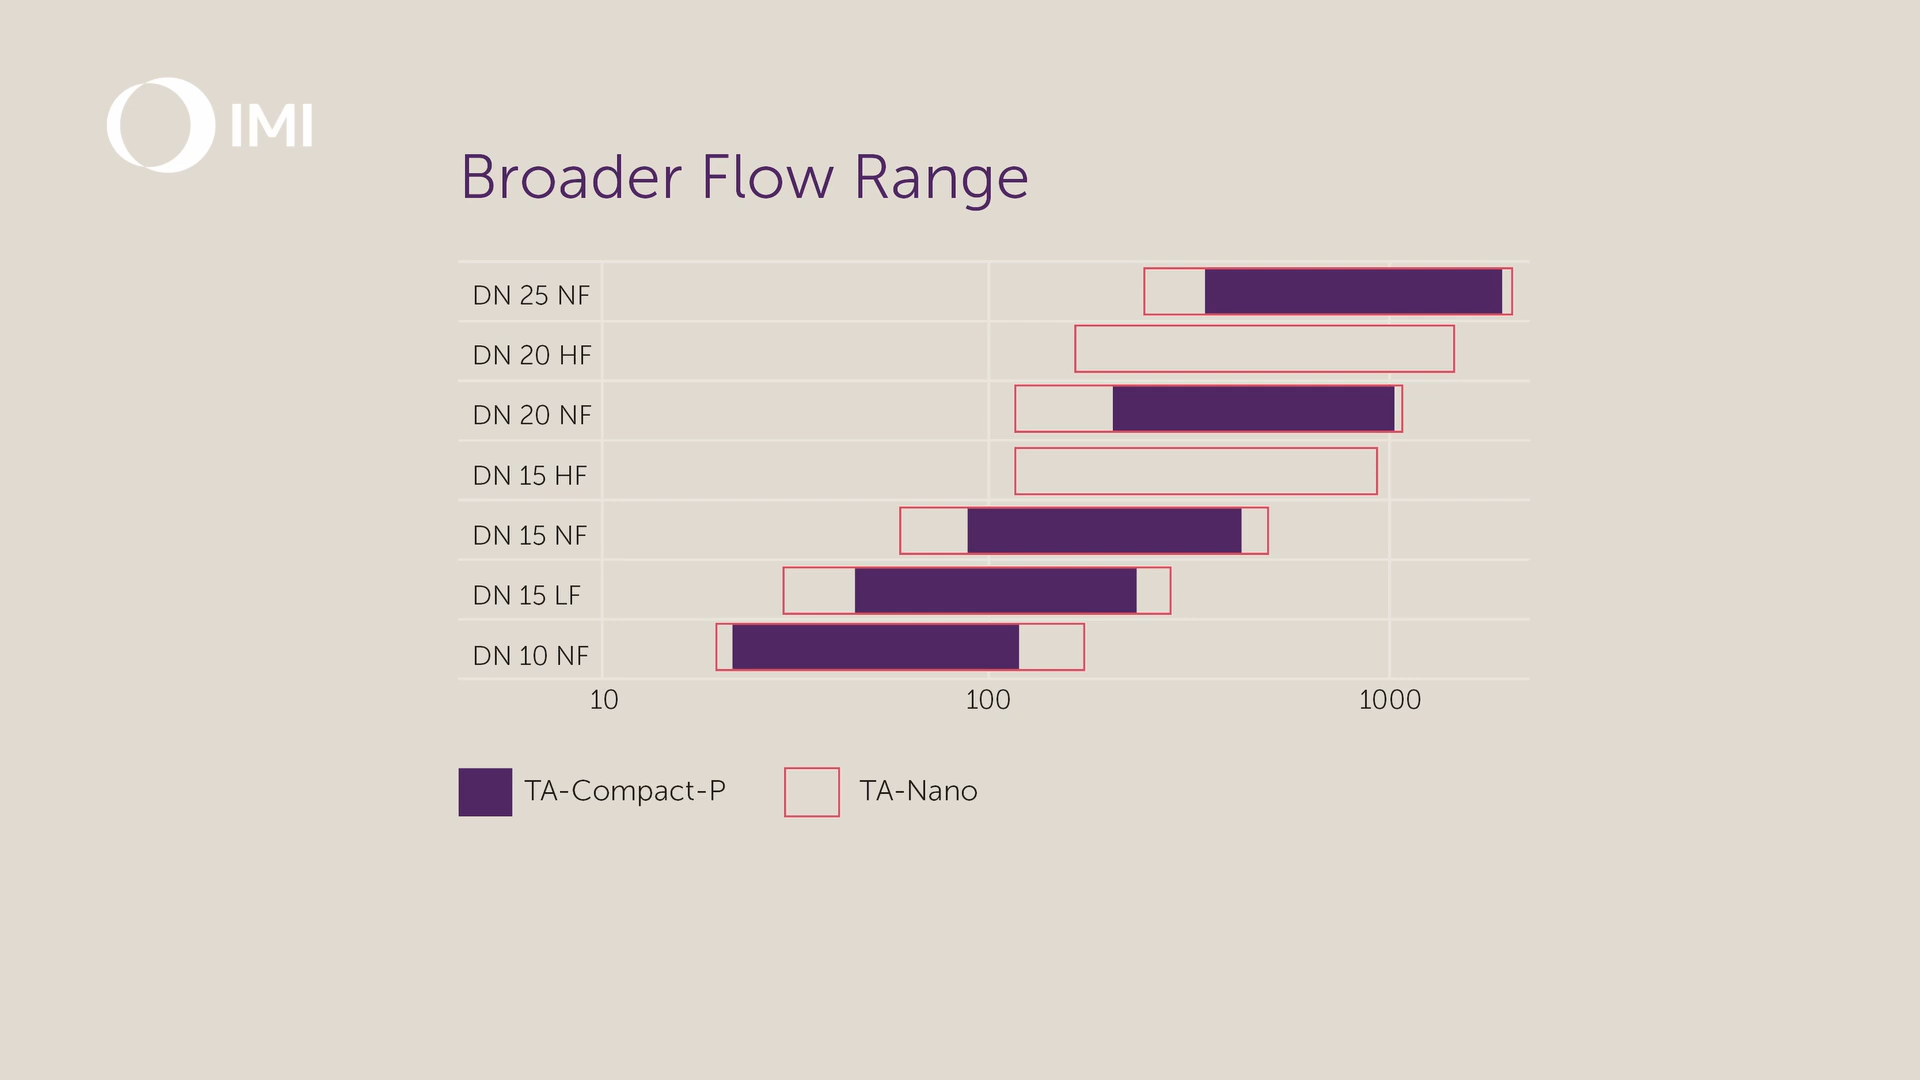 IMI
Broader Flow Range
DN 25 NF
DN 20 HF
DN 20 NF
DN 15 HF
DN 15 NF
DN 15 LF
DN 10 NF
10 100 1000
TA-Compact-P TA-Nano